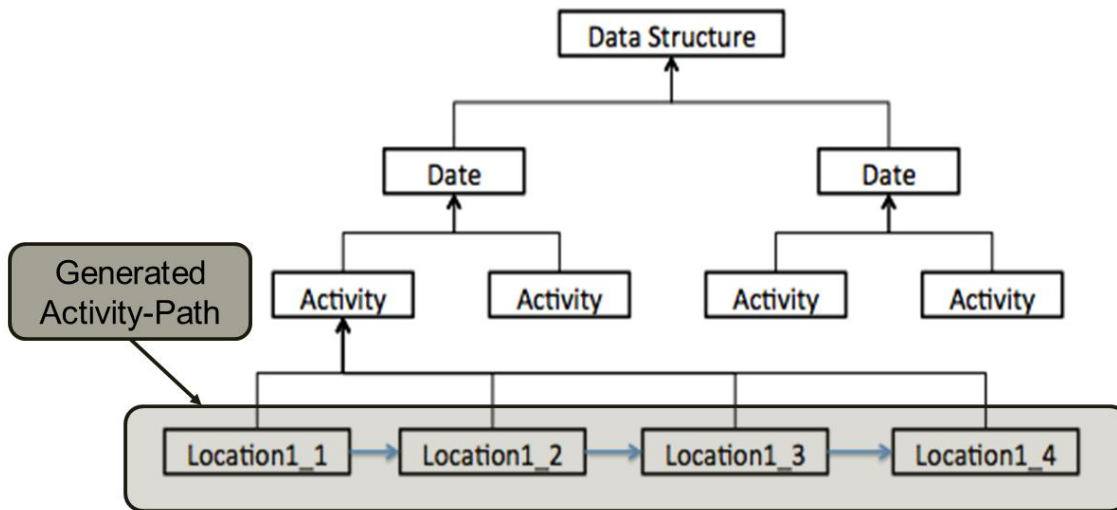 Data Structure
Date
Date
Generated
Activity-Path
Activity
Activity
Activity
Activity
Location1_1
Location1_2
Location1_3
Location1_4